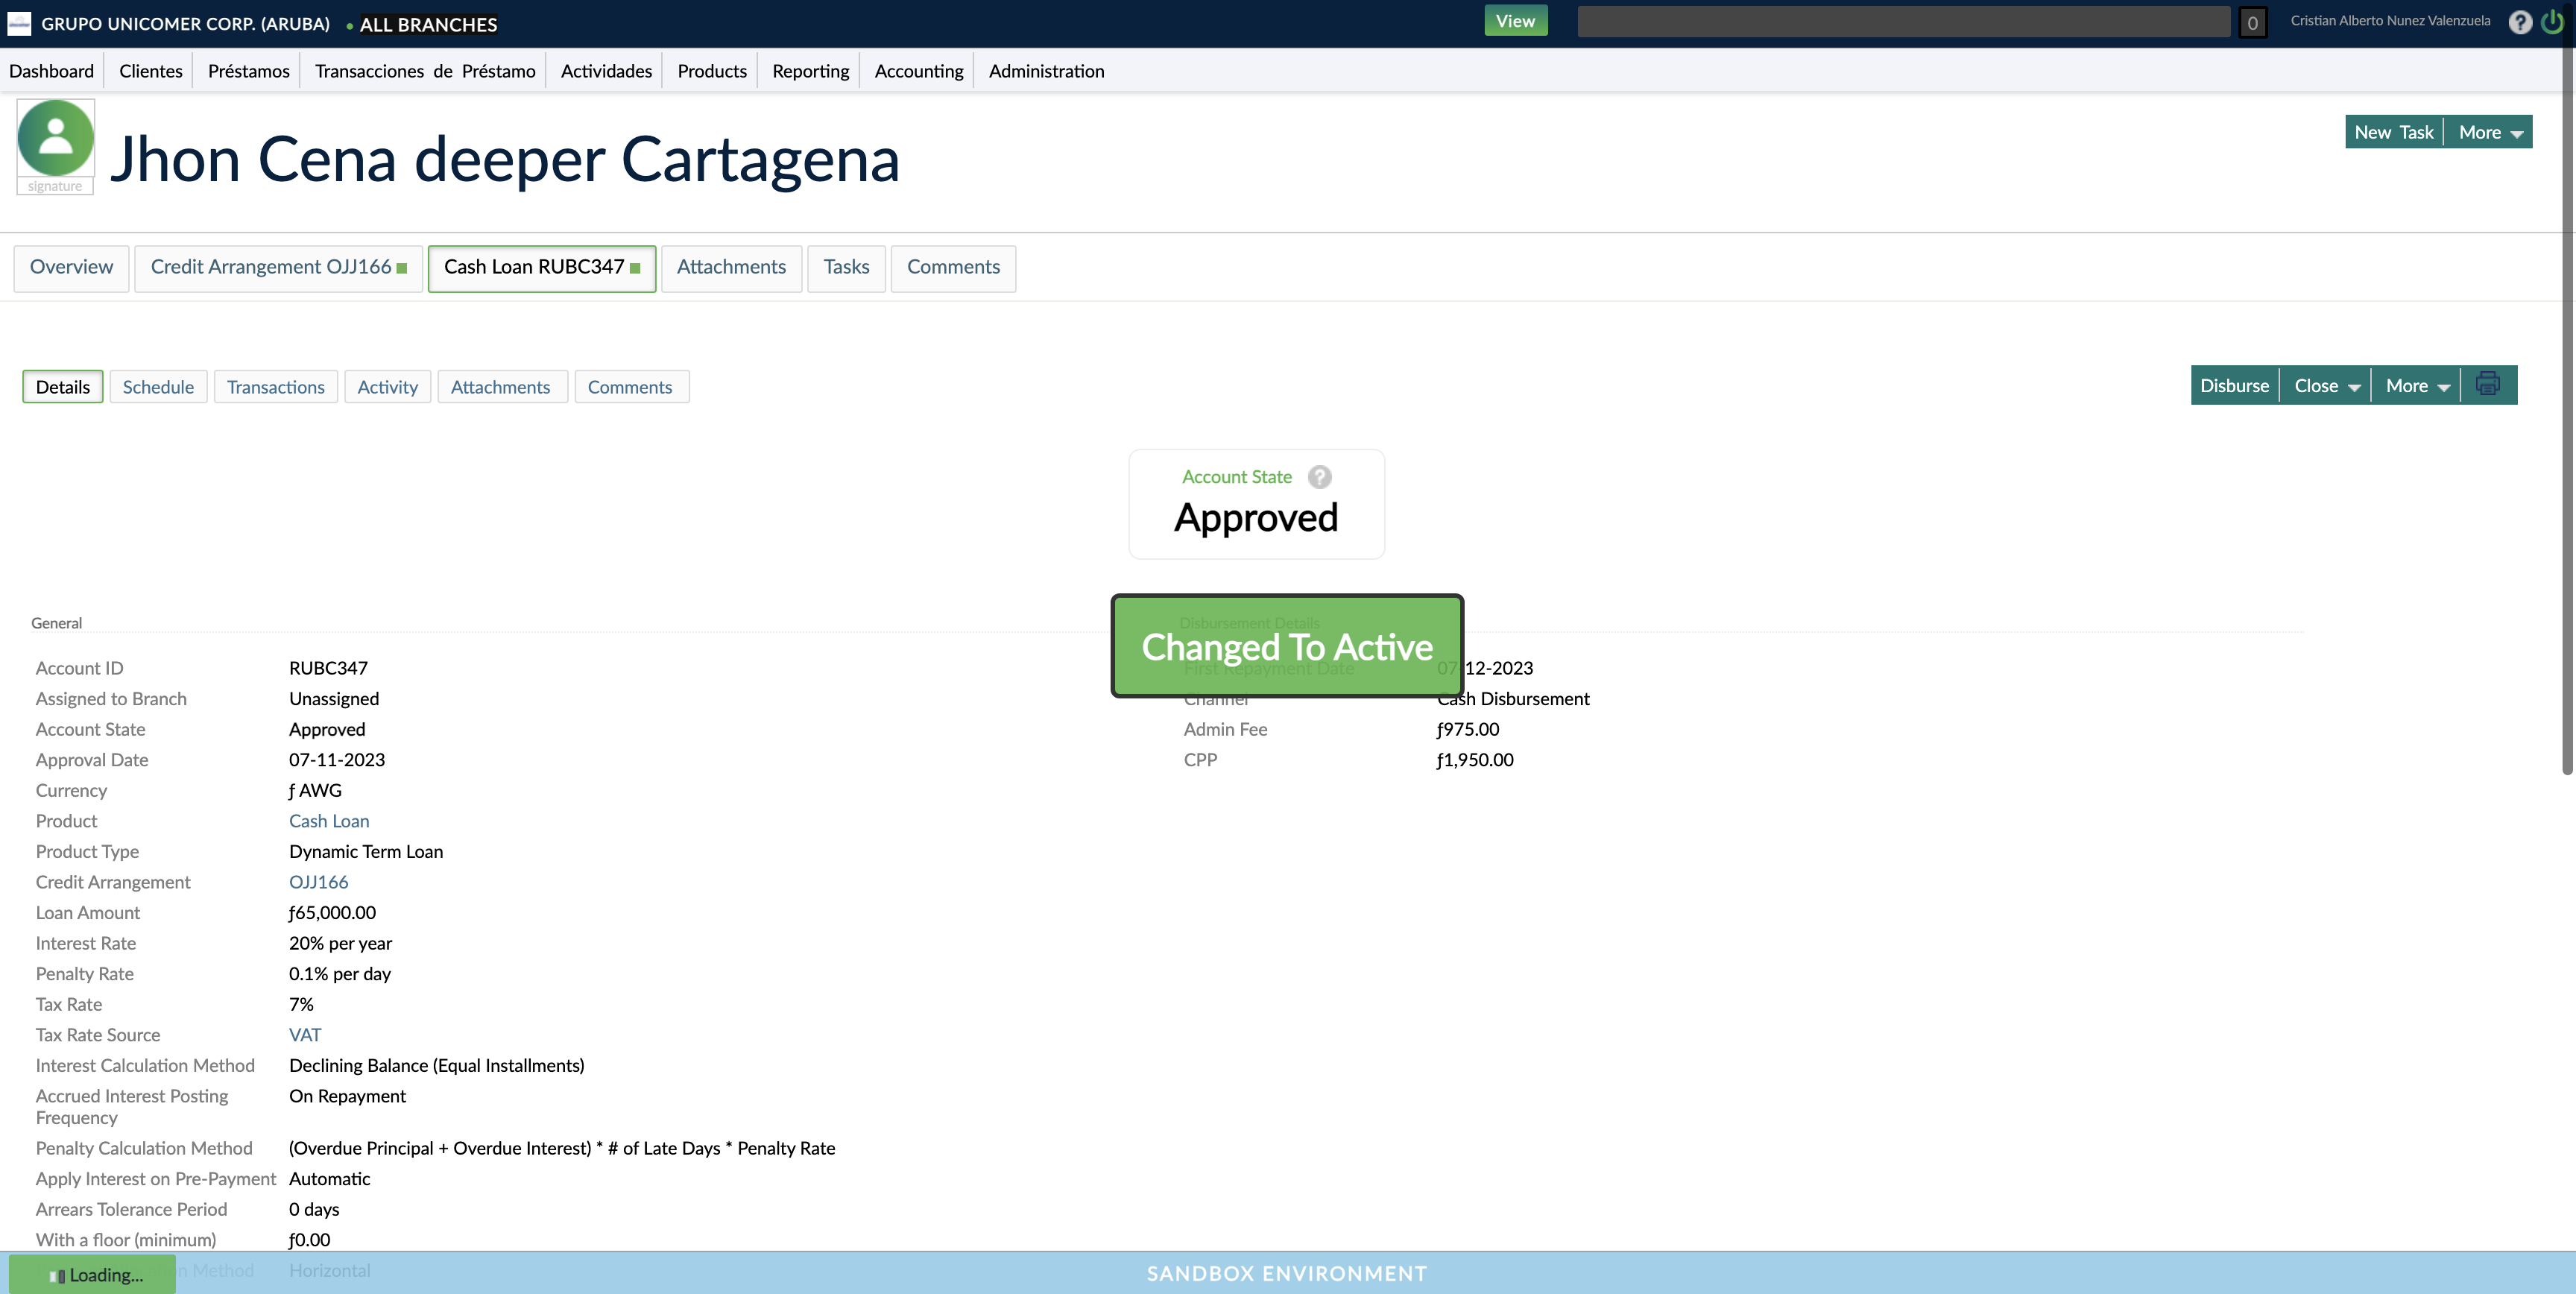 GRUPO UNICOMER CORP. (ARUBA) • ALL BRANCHES View 0 Cristian Alberto Nunez Valenzuela ?
Dashboard Clientes Préstamos Transacciones de Préstamo Actividades Products Reporting Accounting Administration
signature
Jhon Cena deeper Cartagena
New Task More
Overview Credit Arrangement OJJ166 Cash Loan RUBC347 Attachments Tasks Comments
Details Schedule Transactions Activity Attachments Comments
Disburse Close More
Account State ?
Approved
Changed To Active
General
Account ID RUBC347
Assigned to Branch Unassigned
Account State Approved
Approval Date 07-11-2023
Currency ƒ AWG
Product Cash Loan
Product Type Dynamic Term Loan
Credit Arrangement OJJ166
Loan Amount ƒ65,000.00
Interest Rate 20% per year
Penalty Rate 0.1% per day
Tax Rate 7%
Tax Rate Source VAT
Interest Calculation Method Declining Balance (Equal Installments)
Accrued Interest Posting Frequency On Repayment
Penalty Calculation Method (Overdue Principal + Overdue Interest) * # of Late Days * Penalty Rate
Apply Interest on Pre-Payment Automatic
Arrears Tolerance Period 0 days
With a floor (minimum) ƒ0.00
Method Horizontal
Disbursement Details
First Repayment Date 07-12-2023
Channel Cash Disbursement
Admin Fee ƒ975.00
CPP ƒ1,950.00
Loading...
SANDBOX ENVIRONMENT